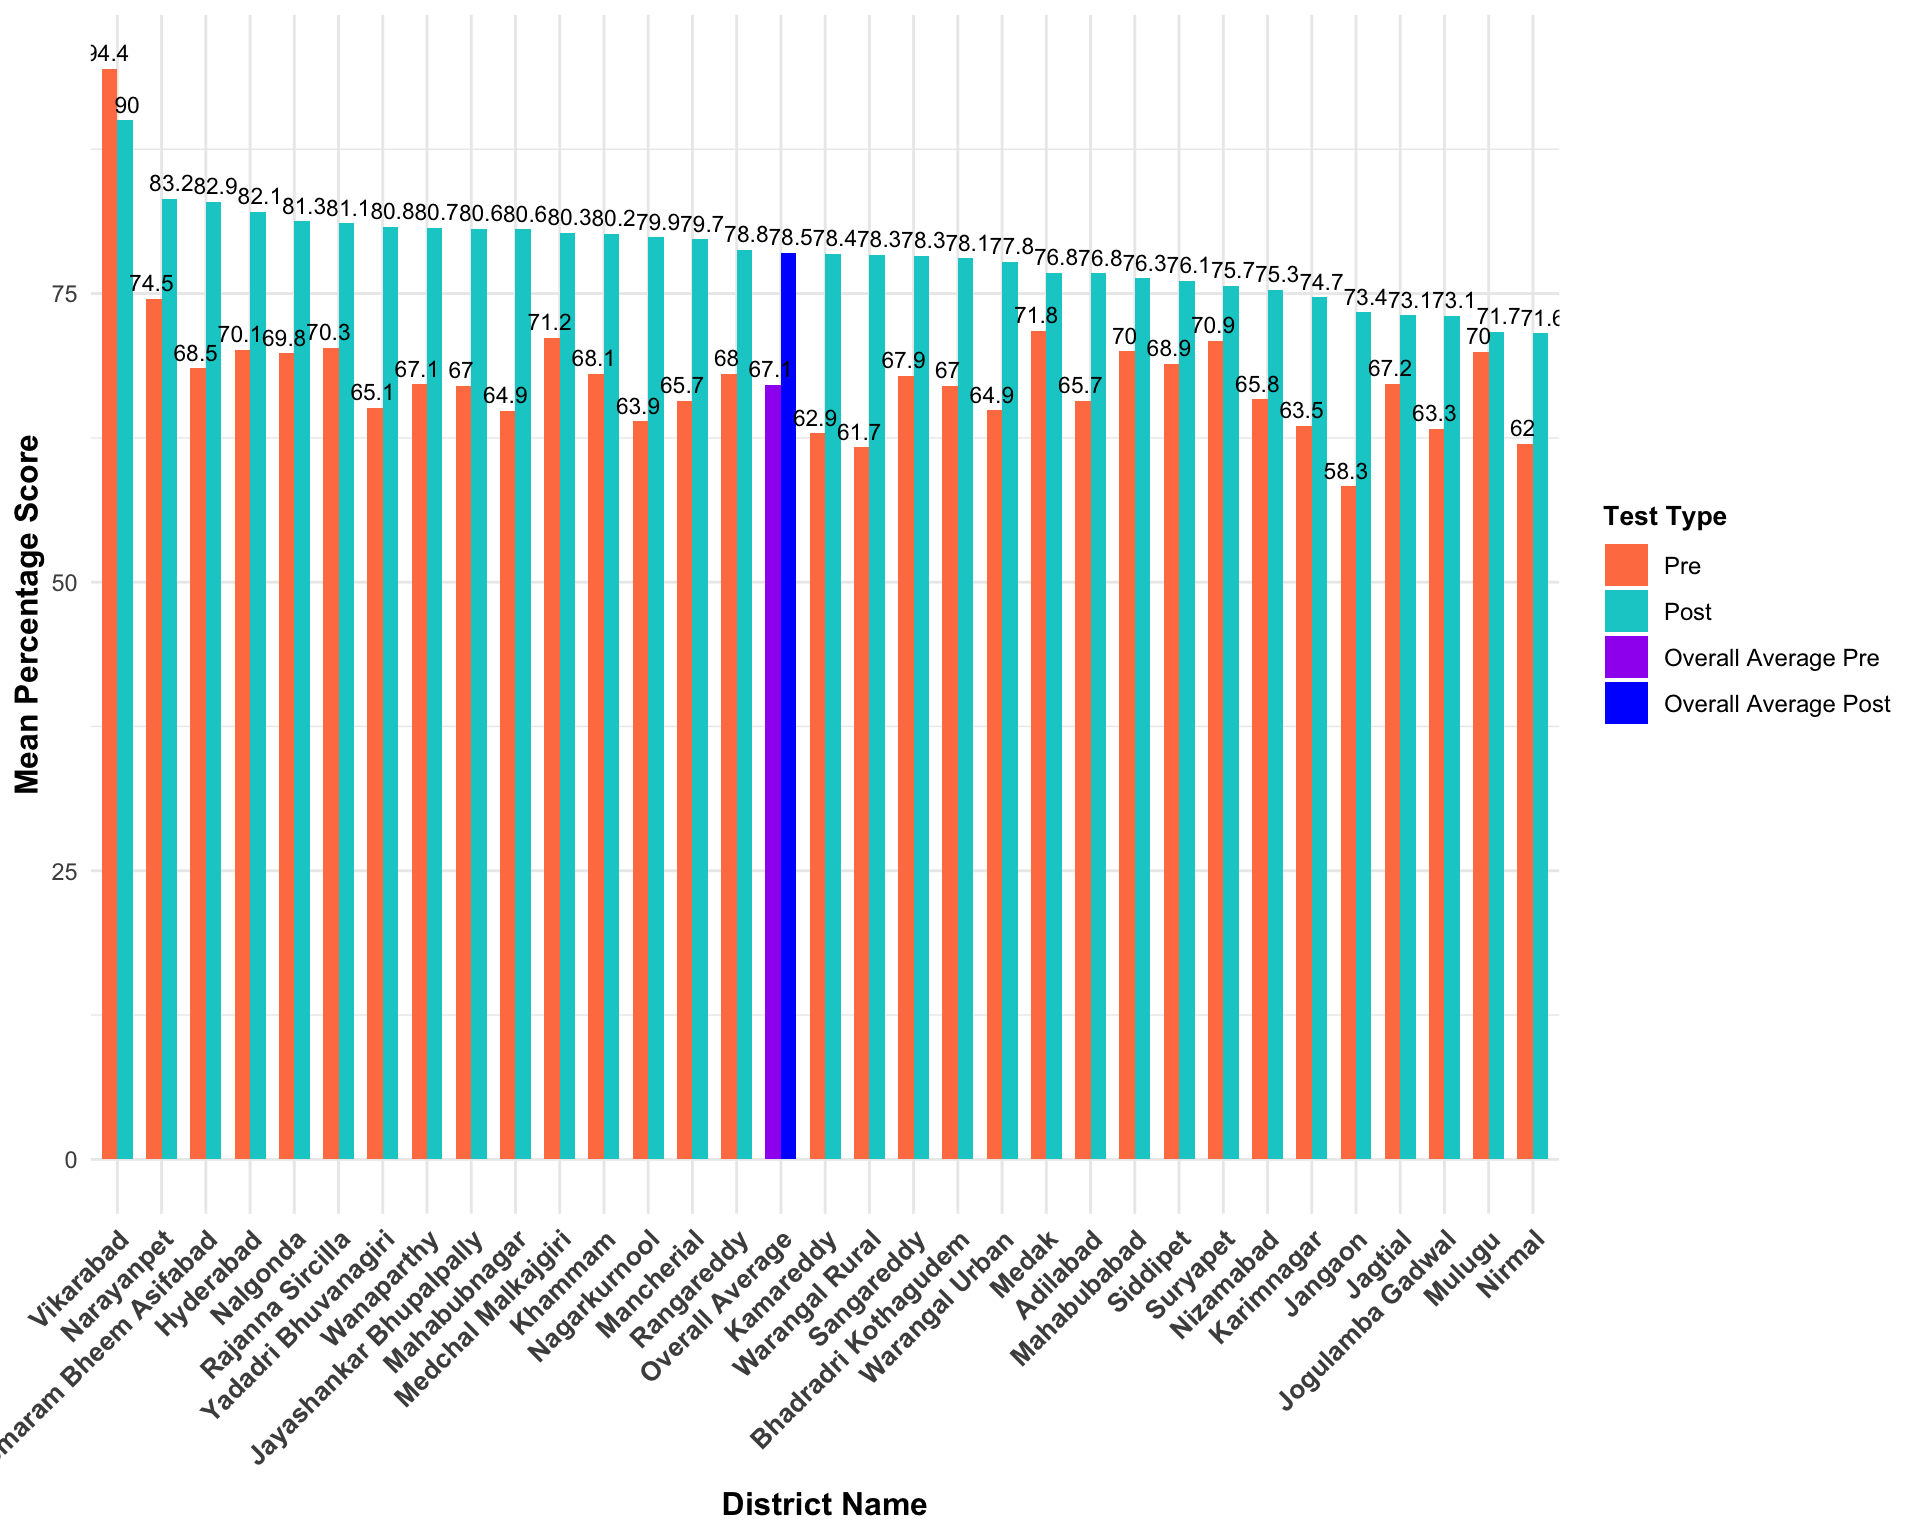 94.4
90
83.2
82.9
82.1
81.3
81.1
80.8
80.7
80.6
80.6
80.3
80.2
79.9
79.7
78.8
78.5
78.4
78.3
78.3
78.1
77.8
76.8
76.8
76.3
76.1
75.7
75.3
74.7
73.4
73.1
73.1
71.7
71.6
74.5
68.5
70.1
69.8
70.3
65.1
67.1
67
64.9
71.2
68.1
63.9
65.7
68
67.1
62.9
61.7
67.9
67
64.9
71.8
65.7
70
68.9
70.9
65.8
63.5
58.3
67.2
63.3
70
62
75
50
25
0
Mean Percentage Score
Test Type
Pre
Post
Overall Average Pre
Overall Average Post
Vikarabad
Narayanpet
maram Bheem Asifabad
Hyderabad
Nalgonda
Rajanna Sircilla
Yadadri Bhuvanagiri
Wanaparthy
Jayashankar Bhupalpally
Mahabubnagar
Medchal Malkajgiri
Khammam
Nagarkurnool
Mancherial
Rangareddy
Overall Average
Kamareddy
Warangal Rural
Sangareddy
Bhadradri Kothagudem
Warangal Urban
Medak
Adilabad
Mahabubabad
Siddipet
Suryapet
Nizamabad
Karimnagar
Jangaon
Jagtial
Jogulamba Gadwal
Mulugu
Nirmal
District Name